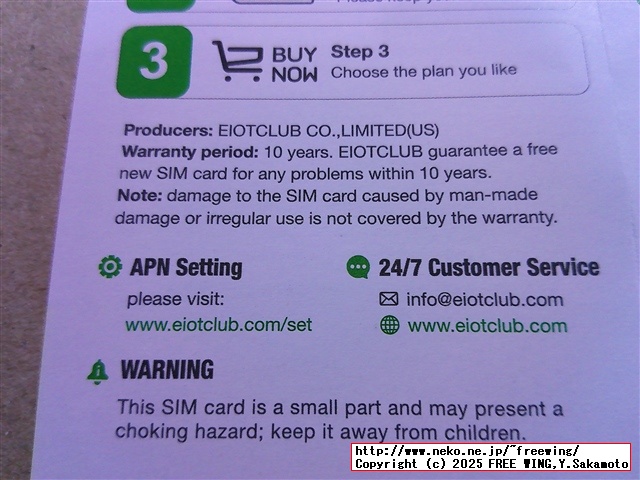 3
BUY
NOW
Step 3
Choose the plan you like
Producers: EIOTCLUB CO.,LIMITED(US)
Warranty period: 10 years. EIOTCLUB guarantee a free
new SIM card for any problems within 10 years.
Note: damage to the SIM card caused by man-made
damage or irregular use is not covered by the warranty.
APN Setting
please visit:
www.eiotclub.com/set
24/7 Customer Service
info@eiotclub.com
www.eiotclub.com
WARNING
This SIM card is a small part and may present a
choking hazard; keep it away from children.
http://www.neko.ne.jp/~freewing/
Copyright (c) 2025 FREE WING,Y.Sakamoto